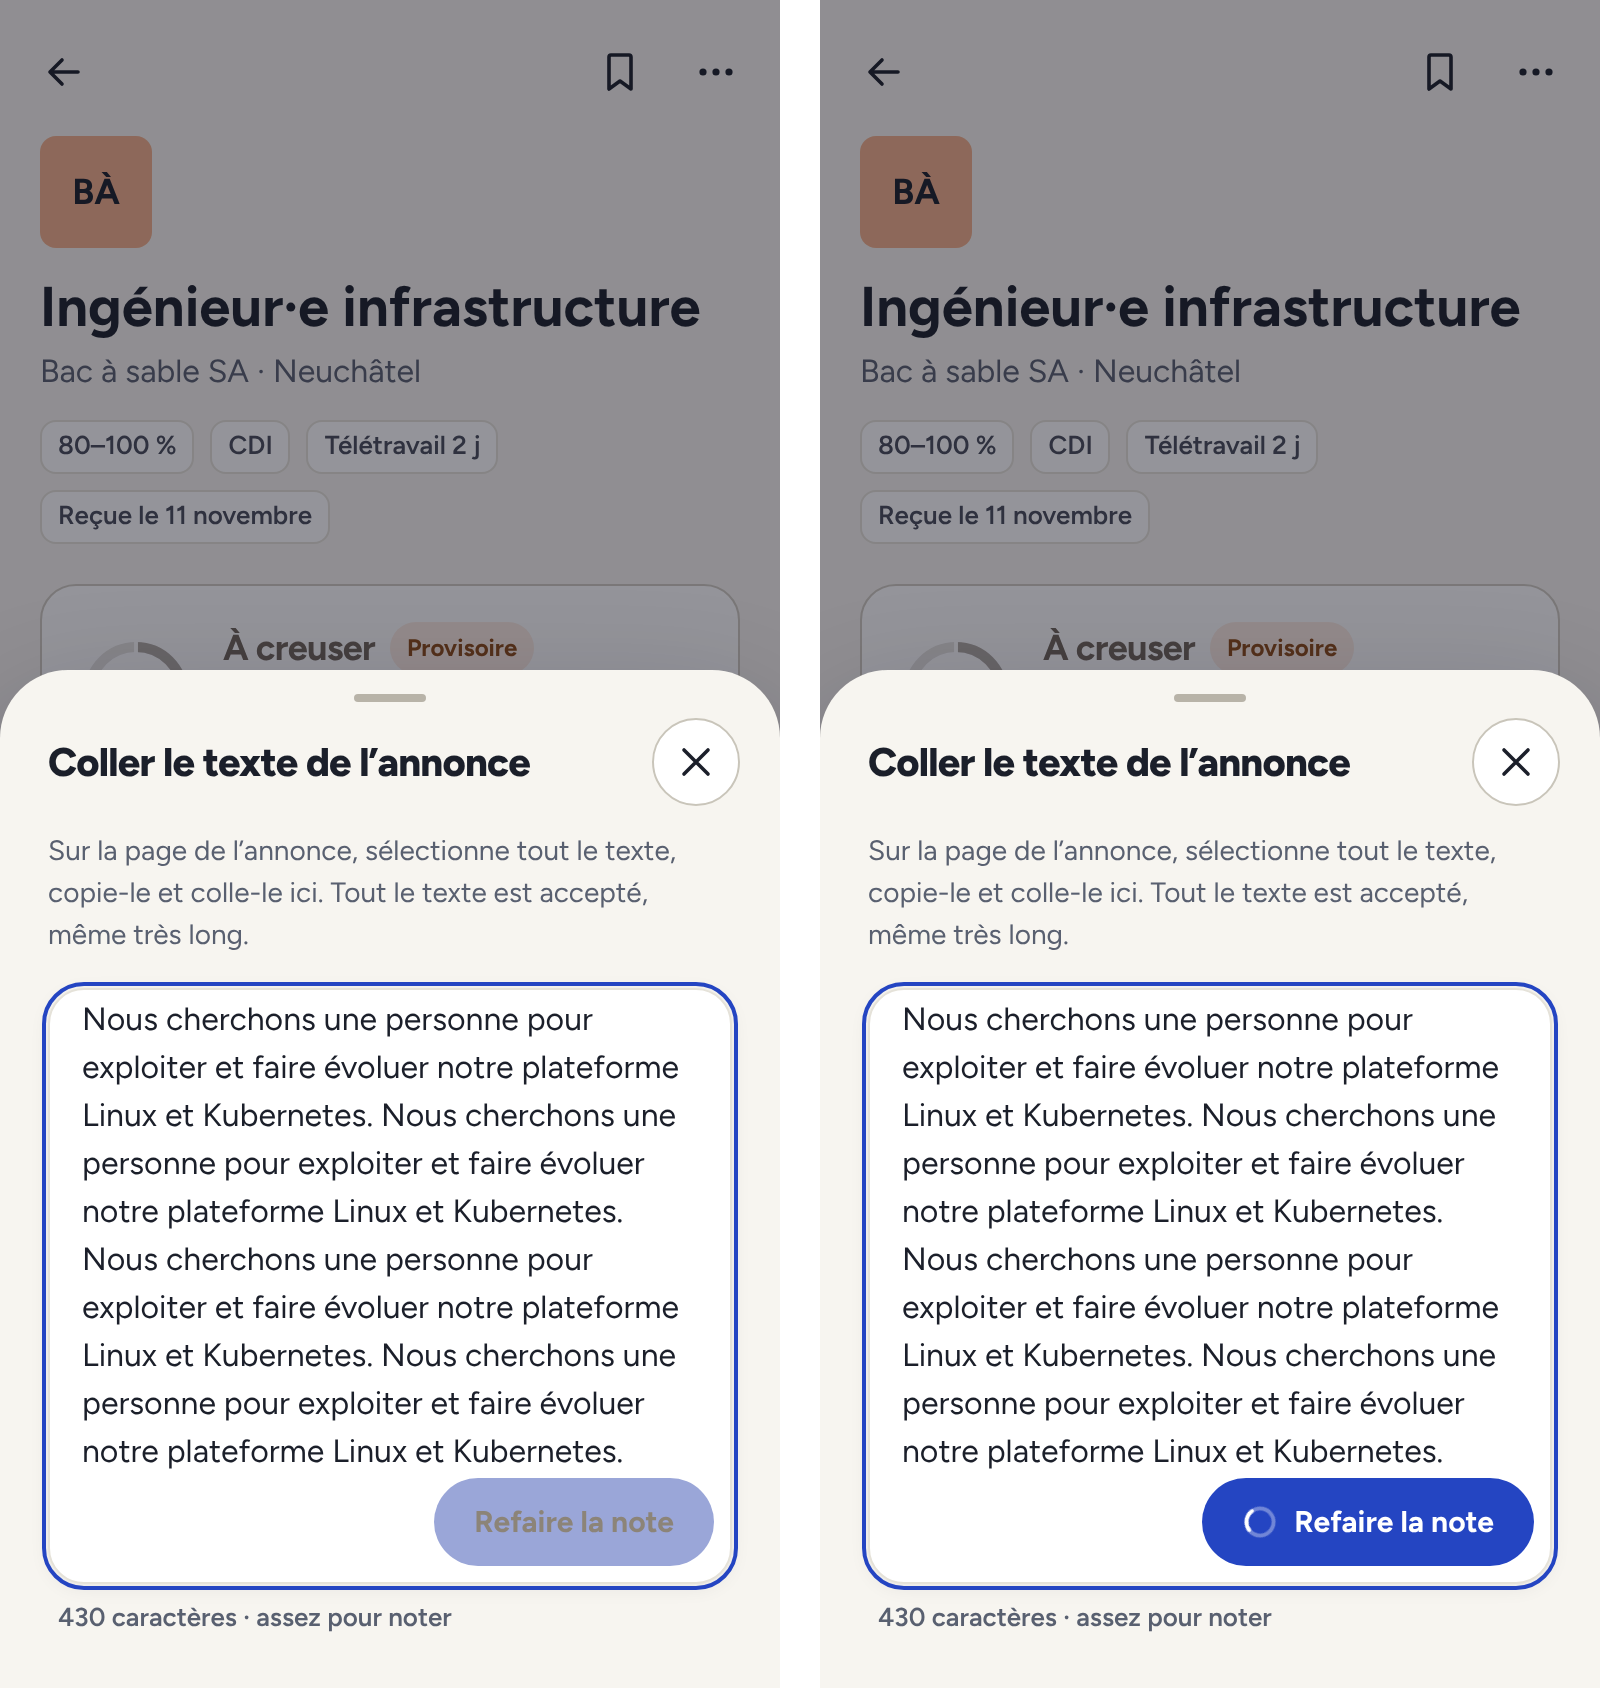 BÀ
Ingénieur·e infrastructure
Bac à sable SA · Neuchâtel
80–100 %
CDI
Télétravail 2 j
Reçue le 11 novembre
À creuser
Provisoire
Coller le texte de l’annonce
Sur la page de l’annonce, sélectionne tout le texte,
copie-le et colle-le ici. Tout le texte est accepté,
même très long.
Nous cherchons une personne pour
exploiter et faire évoluer notre plateforme
Linux et Kubernetes. Nous cherchons une
personne pour exploiter et faire évoluer
notre plateforme Linux et Kubernetes.
Nous cherchons une personne pour
exploiter et faire évoluer notre plateforme
Linux et Kubernetes. Nous cherchons une
personne pour exploiter et faire évoluer
notre plateforme Linux et Kubernetes.
Refaire la note
430 caractères · assez pour noter
BÀ
Ingénieur·e infrastructure
Bac à sable SA · Neuchâtel
80–100 %
CDI
Télétravail 2 j
Reçue le 11 novembre
À creuser
Provisoire
Coller le texte de l’annonce
Sur la page de l’annonce, sélectionne tout le texte,
copie-le et colle-le ici. Tout le texte est accepté,
même très long.
Nous cherchons une personne pour
exploiter et faire évoluer notre plateforme
Linux et Kubernetes. Nous cherchons une
personne pour exploiter et faire évoluer
notre plateforme Linux et Kubernetes.
Nous cherchons une personne pour
exploiter et faire évoluer notre plateforme
Linux et Kubernetes. Nous cherchons une
personne pour exploiter et faire évoluer
notre plateforme Linux et Kubernetes.
Refaire la note
430 caractères · assez pour noter